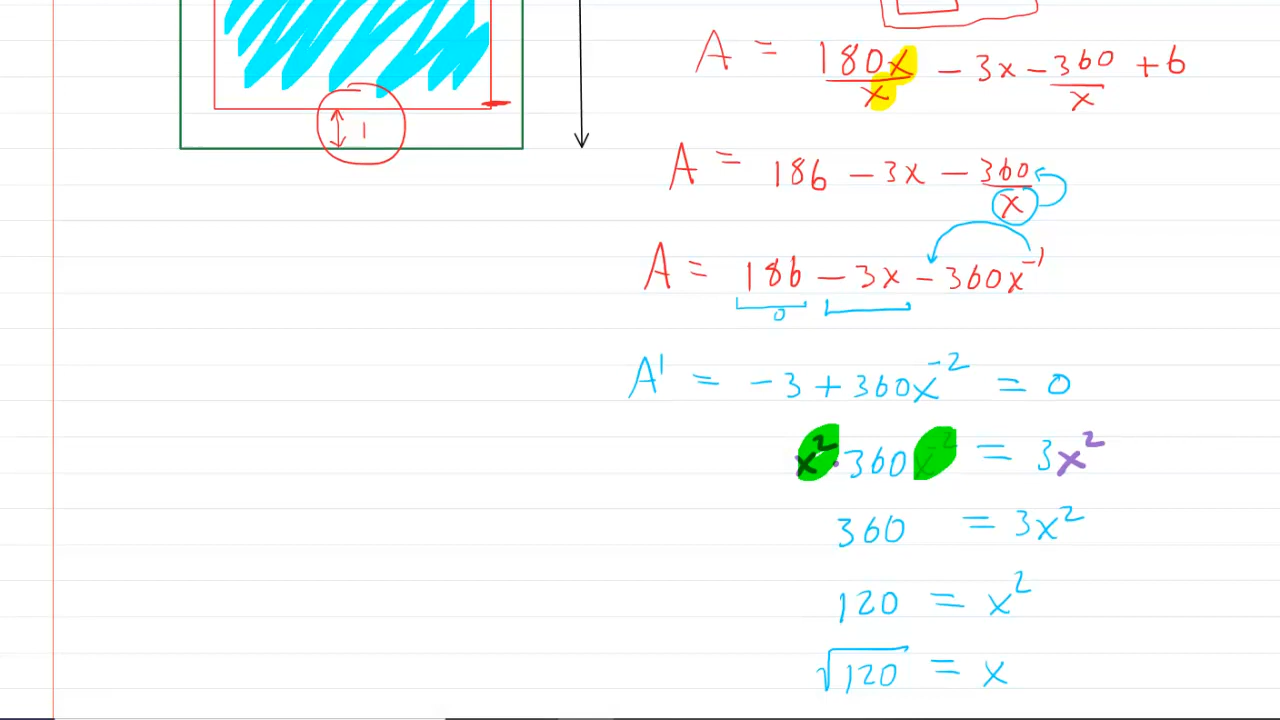 1
A = 180x/x - 3x - 360/x + 6
A = 186 - 3x - 360/x
A = 186 - 3x - 360x⁻¹
0
A' = -3 + 360x⁻² = 0
x² · 360x⁻² = 3x²
360 = 3x²
120 = x²
√120 = x